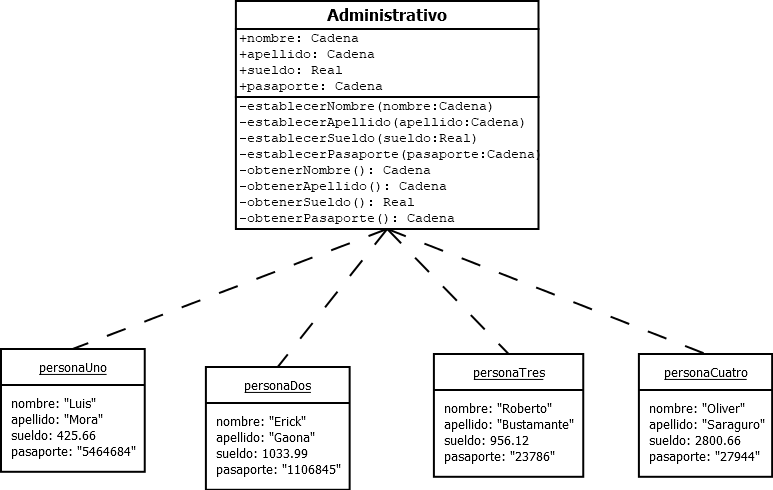 Administrativo
+nombre: Cadena
+apellido: Cadena
+sueldo: Real
+pasaporte: Cadena
-establecerNombre(nombre:Cadena)
-establecerApellido(apellido:Cadena)
-establecerSueldo(sueldo:Real)
-establecerPasaporte(pasaporte:Cadena)
-obtenerNombre(): Cadena
-obtenerApellido(): Cadena
-obtenerSueldo(): Real
-obtenerPasaporte(): Cadena
personaUno
nombre: "Luis"
apellido: "Mora"
sueldo: 425.66
pasaporte: "5464684"
personaDos
nombre: "Erick"
apellido: "Gaona"
sueldo: 1033.99
pasaporte: "1106845"
personaTres
nombre: "Roberto"
apellido: "Bustamante"
sueldo: 956.12
pasaporte: "23786"
personaCuatro
nombre: "Oliver"
apellido: "Saraguro"
sueldo: 2800.66
pasaporte: "27944"